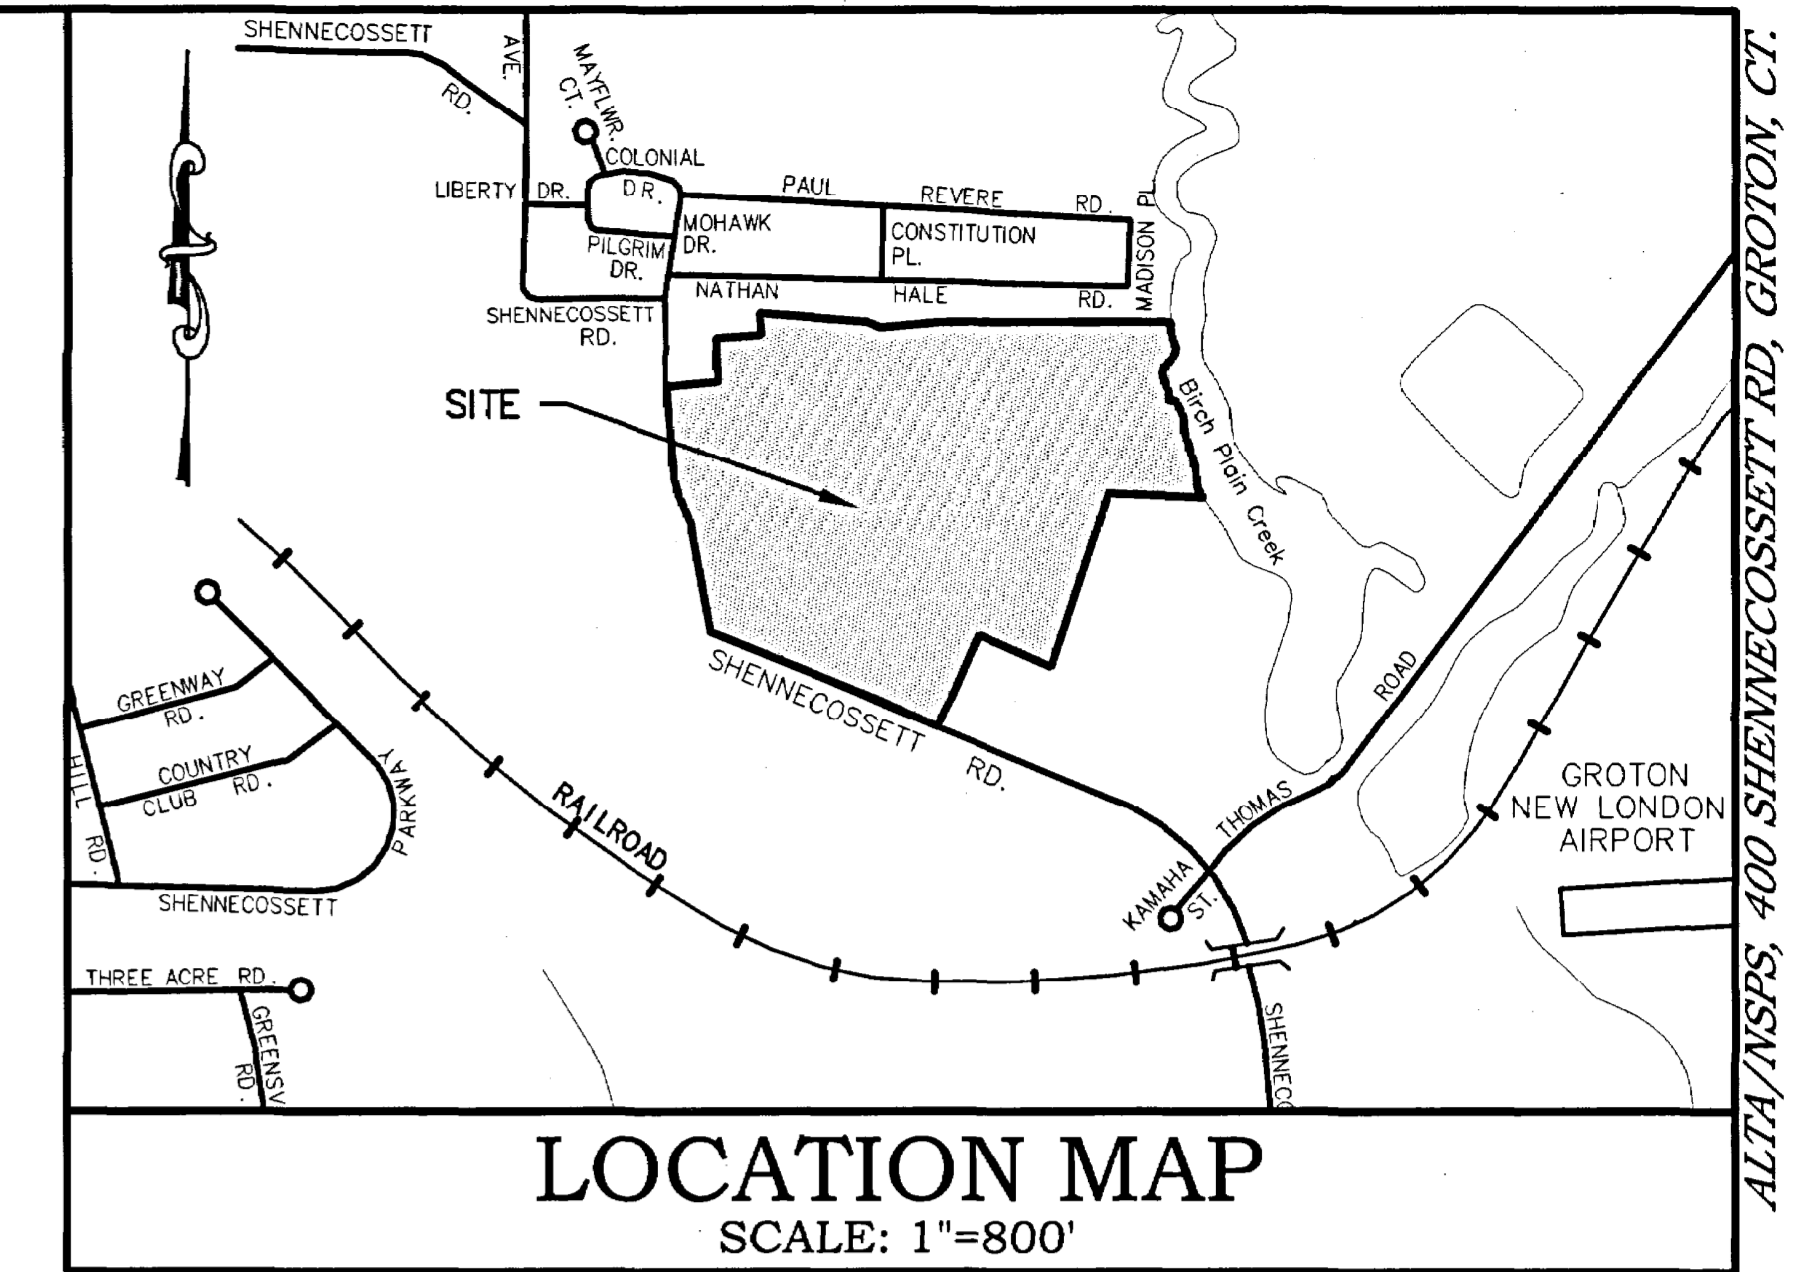 SHENNECOSSETT
RD.
AVE.
MAYFLWR.
CT.
COLONIAL
DR.
LIBERTY DR.
PAUL REVERE RD.
MOHAWK
DR.
CONSTITUTION
PL.
MADISON PL
PILGRIM
DR.
NATHAN HALE RD.
SHENNECOSSETT
RD.
SITE
Birch Plain Creek
SHENNECOSSETT RD.
GREENWAY
RD.
COUNTRY
CLUB RD.
HILL RD.
PARKWAY
SHENNECOSSETT
RAILROAD
THOMAS ROAD
KAMAHA
ST.
GROTON
NEW LONDON
AIRPORT
THREE ACRE RD.
GREENSV
RD.
SHENNECO
LOCATION MAP
SCALE: 1"=800'
ALTA/NSPS, 400 SHENNECOSSETT RD, GROTON, CT.